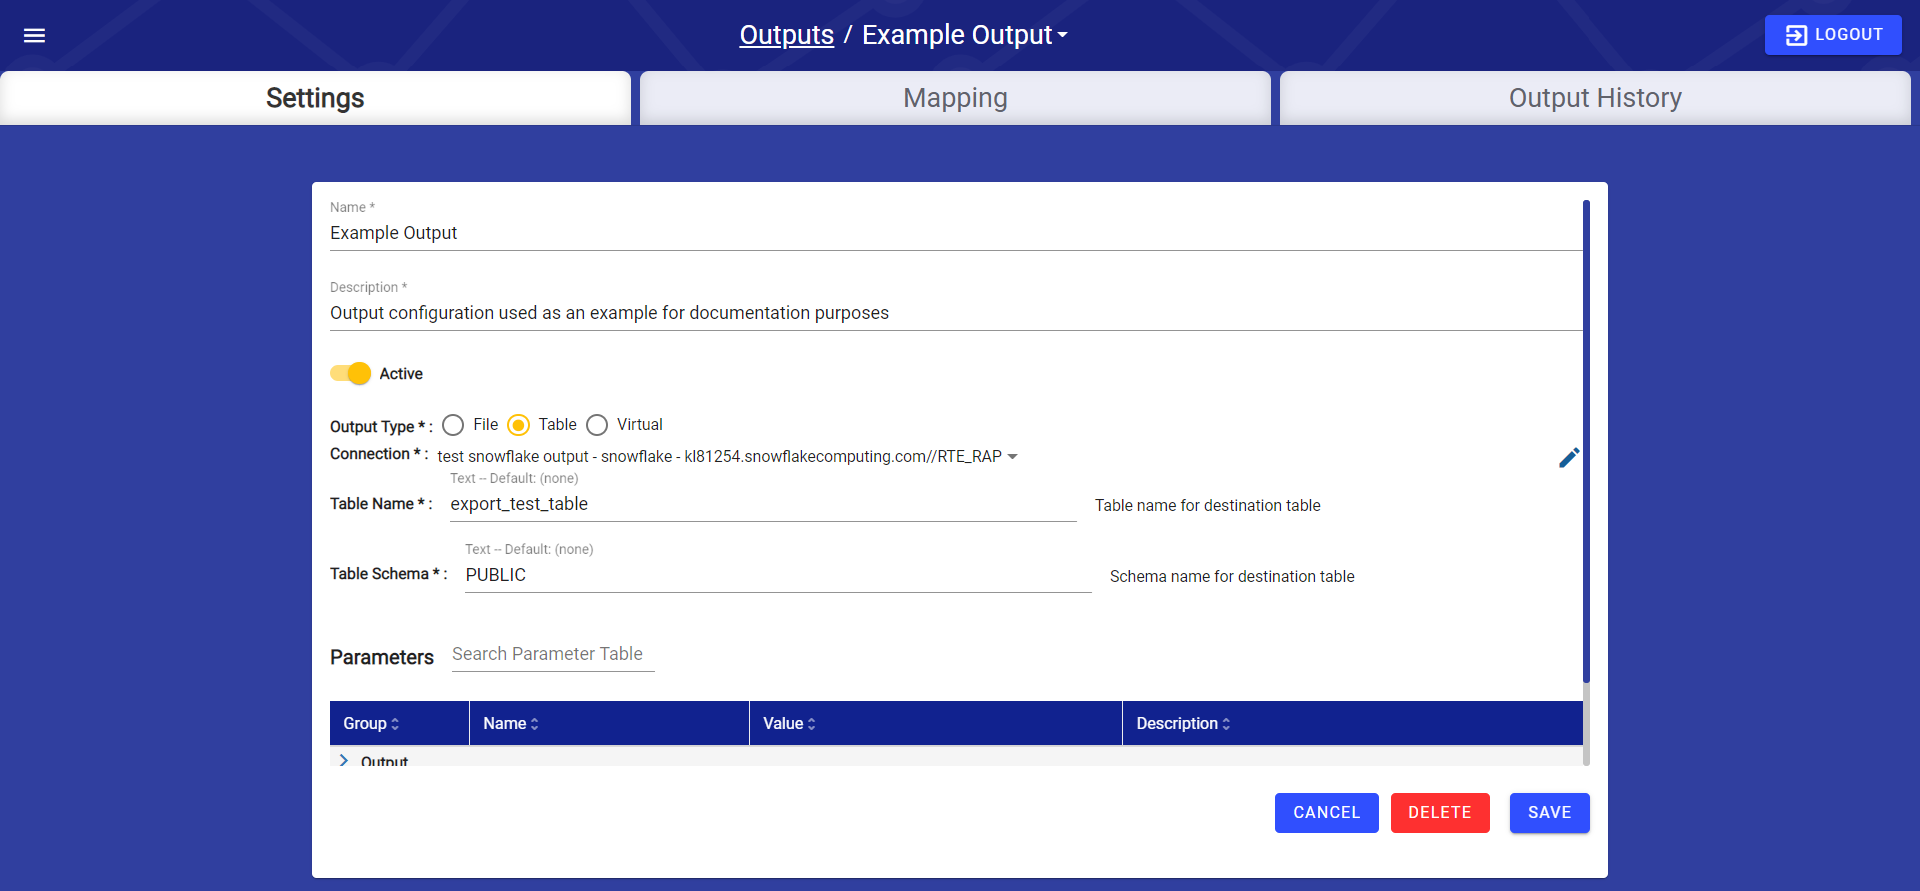 Outputs / Example Output
LOGOUT
Settings
Mapping
Output History
Name *
Example Output
Description *
Output configuration used as an example for documentation purposes
Active
Output Type * : File Table Virtual
Connection * : test snowflake output - snowflake - kl81254.snowflakecomputing.com//RTE_RAP
Text -- Default: (none)
Table Name * : export_test_table Table name for destination table
Text -- Default: (none)
Table Schema * : PUBLIC Schema name for destination table
Parameters Search Parameter Table
Group Name Value Description
Output
CANCEL DELETE SAVE